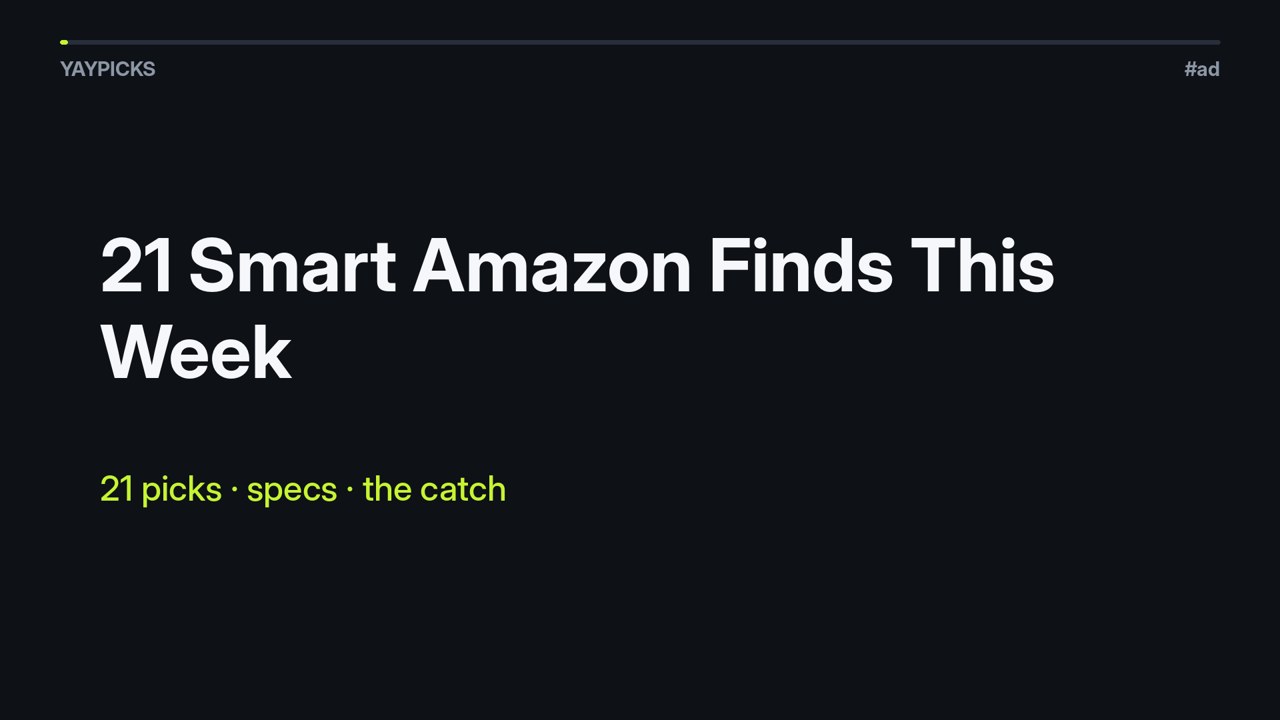 YAYPICKS
#ad
21 Smart Amazon Finds This
Week
21 picks · specs · the catch